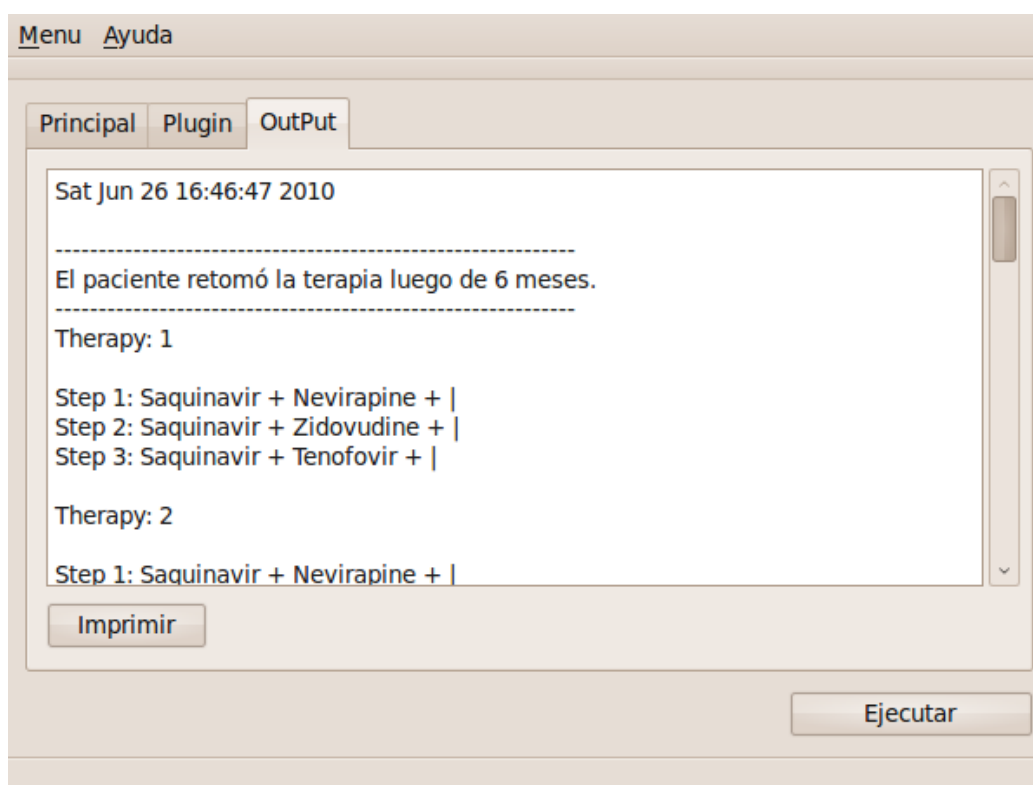 Menu Ayuda
Principal Plugin OutPut
Sat Jun 26 16:46:47 2010
------------------------------------------------------------
El paciente retomó la terapia luego de 6 meses.
------------------------------------------------------------
Therapy: 1
Step 1: Saquinavir + Nevirapine + |
Step 2: Saquinavir + Zidovudine + |
Step 3: Saquinavir + Tenofovir + |
Therapy: 2
Step 1: Saquinavir + Nevirapine + |
Imprimir
Ejecutar